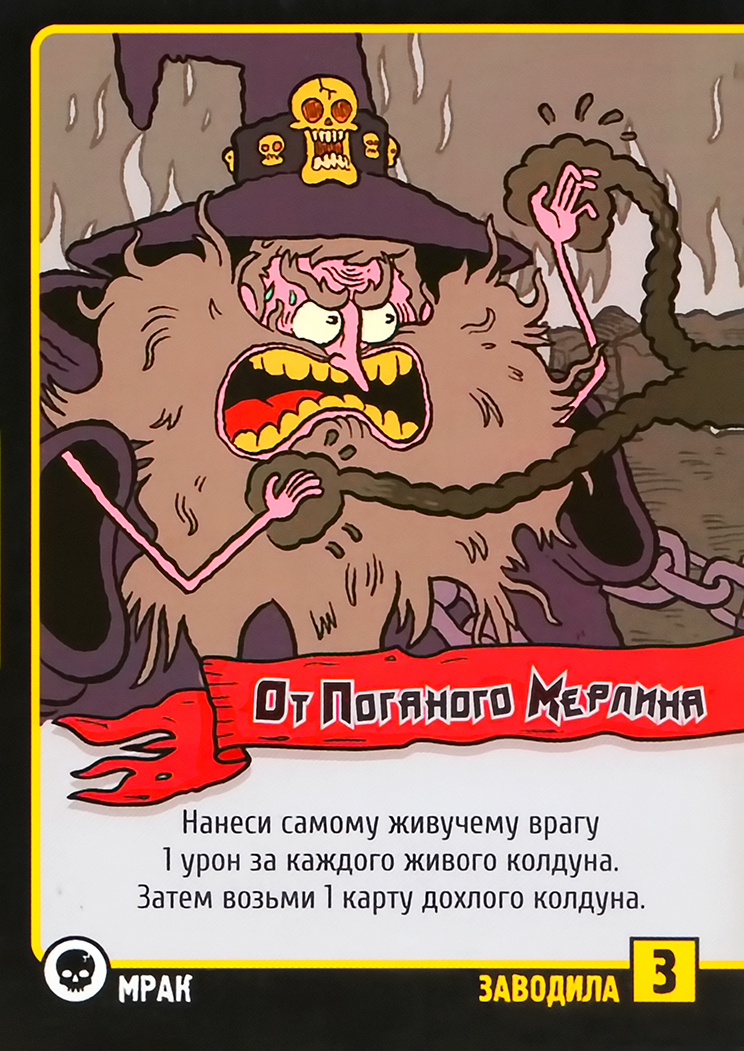 От Поганого Мерлина
Нанеси самому живучему врагу
1 урон за каждого живого колдуна.
Затем возьми 1 карту дохлого колдуна.
МРАК
ЗАВОДИЛА 3